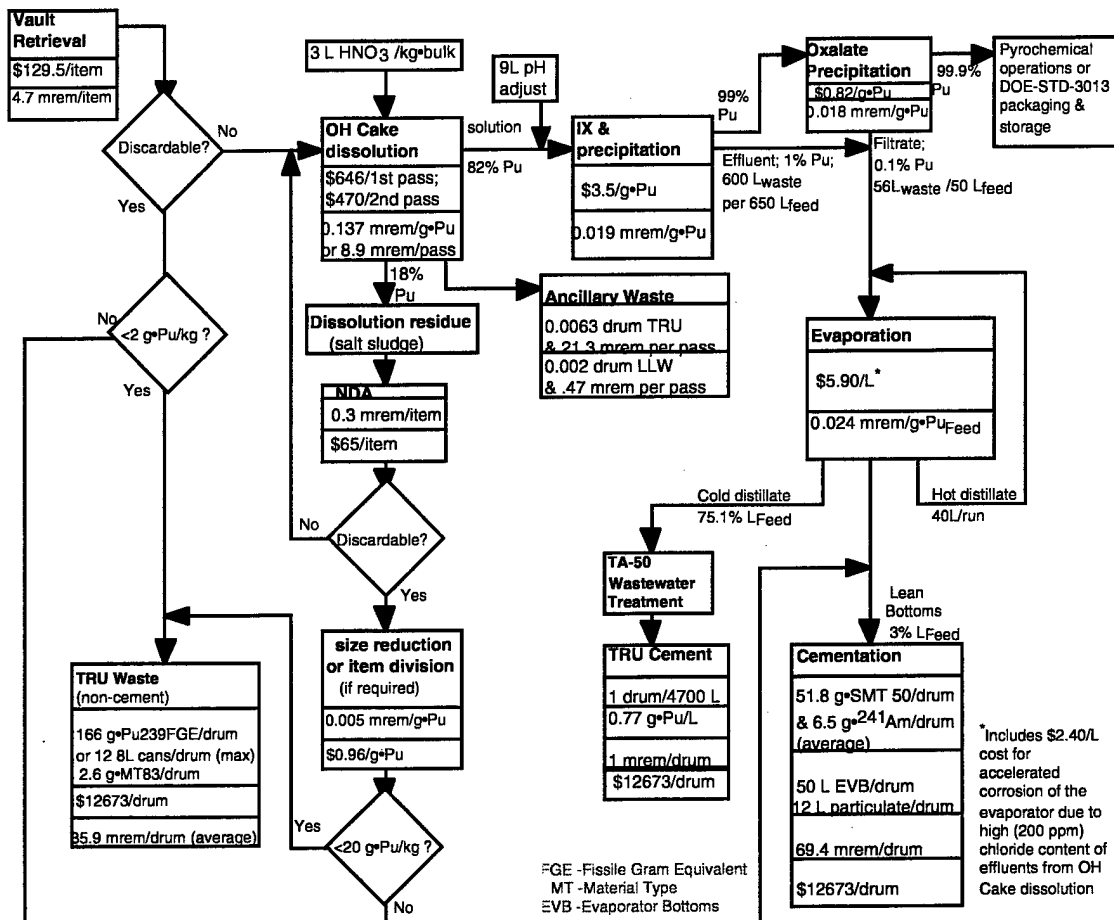 Vault
Retrieval
$129.5/item
4.7 mrem/item
Discardable?
No
Yes
<2 g•Pu/kg ?
No
Yes
TRU Waste
(non-cement)
166 g•Pu239FGE/drum
or 12 8L cans/drum (max)
2.6 g•MT83/drum
$12673/drum
35.9 mrem/drum (average)
3 L HNO3 /kg•bulk
OH Cake
dissolution
$646/1st pass;
$470/2nd pass
0.137 mrem/g•Pu
or 8.9 mrem/pass
solution
82% Pu
9L pH
adjust
18%
Pu
Dissolution residue
(salt sludge)
NDA
0.3 mrem/item
$65/item
Discardable?
No
Yes
size reduction
or item division
(if required)
0.005 mrem/g•Pu
$0.96/g•Pu
<20 g•Pu/kg ?
Yes
No
IX &
precipitation
$3.5/g•Pu
0.019 mrem/g•Pu
99%
Pu
Effluent; 1% Pu;
600 Lwaste
per 650 Lfeed
Ancillary Waste
0.0063 drum TRU
& 21.3 mrem per pass
0.002 drum LLW
& .47 mrem per pass
Oxalate
Precipitation
$0.82/g•Pu
0.018 mrem/g•Pu
99.9%
Pu
Pyrochemical
operations or
DOE-STD-3013
packaging &
storage
Filtrate;
0.1% Pu
56Lwaste /50 Lfeed
Evaporation
$5.90/L*
0.024 mrem/g•PuFeed
Cold distillate
75.1% LFeed
Hot distillate
40L/run
TA-50
Wastewater
Treatment
TRU Cement
1 drum/4700 L
0.77 g•Pu/L
1 mrem/drum
$12673/drum
Lean
Bottoms
3% LFeed
Cementation
51.8 g•SMT 50/drum
& 6.5 g•241Am/drum
(average)
50 L EVB/drum
12 L particulate/drum
69.4 mrem/drum
$12673/drum
*Includes $2.40/L
cost for
accelerated
corrosion of the
evaporator due to
high (200 ppm)
chloride content of
effluents from OH
Cake dissolution
FGE -Fissile Gram Equivalent
MT -Material Type
EVB -Evaporator Bottoms